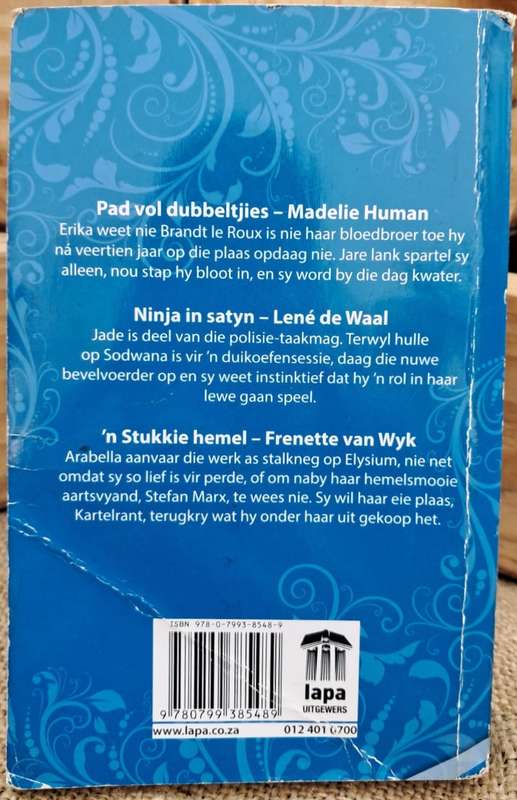 Pad vol dubbeltjies – Madelie Human
Erika weet nie Brandt le Roux is nie haar bloedbroer toe hy
ná veertien jaar op die plaas opdaag nie. Jare lank spartel sy
alleen, nou stap hy bloot in, en sy word by die dag kwater.
Ninja in satyn – Lené de Waal
Jade is deel van die polisie-taakmag. Terwyl hulle
op Sodwana is vir 'n duikoefensessie, daag die nuwe
bevelvoerder op en sy weet instinktief dat hy 'n rol in haar
lewe gaan speel.
'n Stukkie hemel – Frenette van Wyk
Arabella aanvaar die werk as stalkneg op Elysium, nie net
omdat sy so lief is vir perde, of om naby haar hemelsmooie
aartsvyand, Stefan Marx, te wees nie. Sy wil haar eie plaas,
Kartelrant, terugkry wat hy onder haar uit gekoop het.
ISBN 978-0-7993-8548-9
9 780799 385489
lapa
UITGEWERS
www.lapa.co.za 012 401 0700